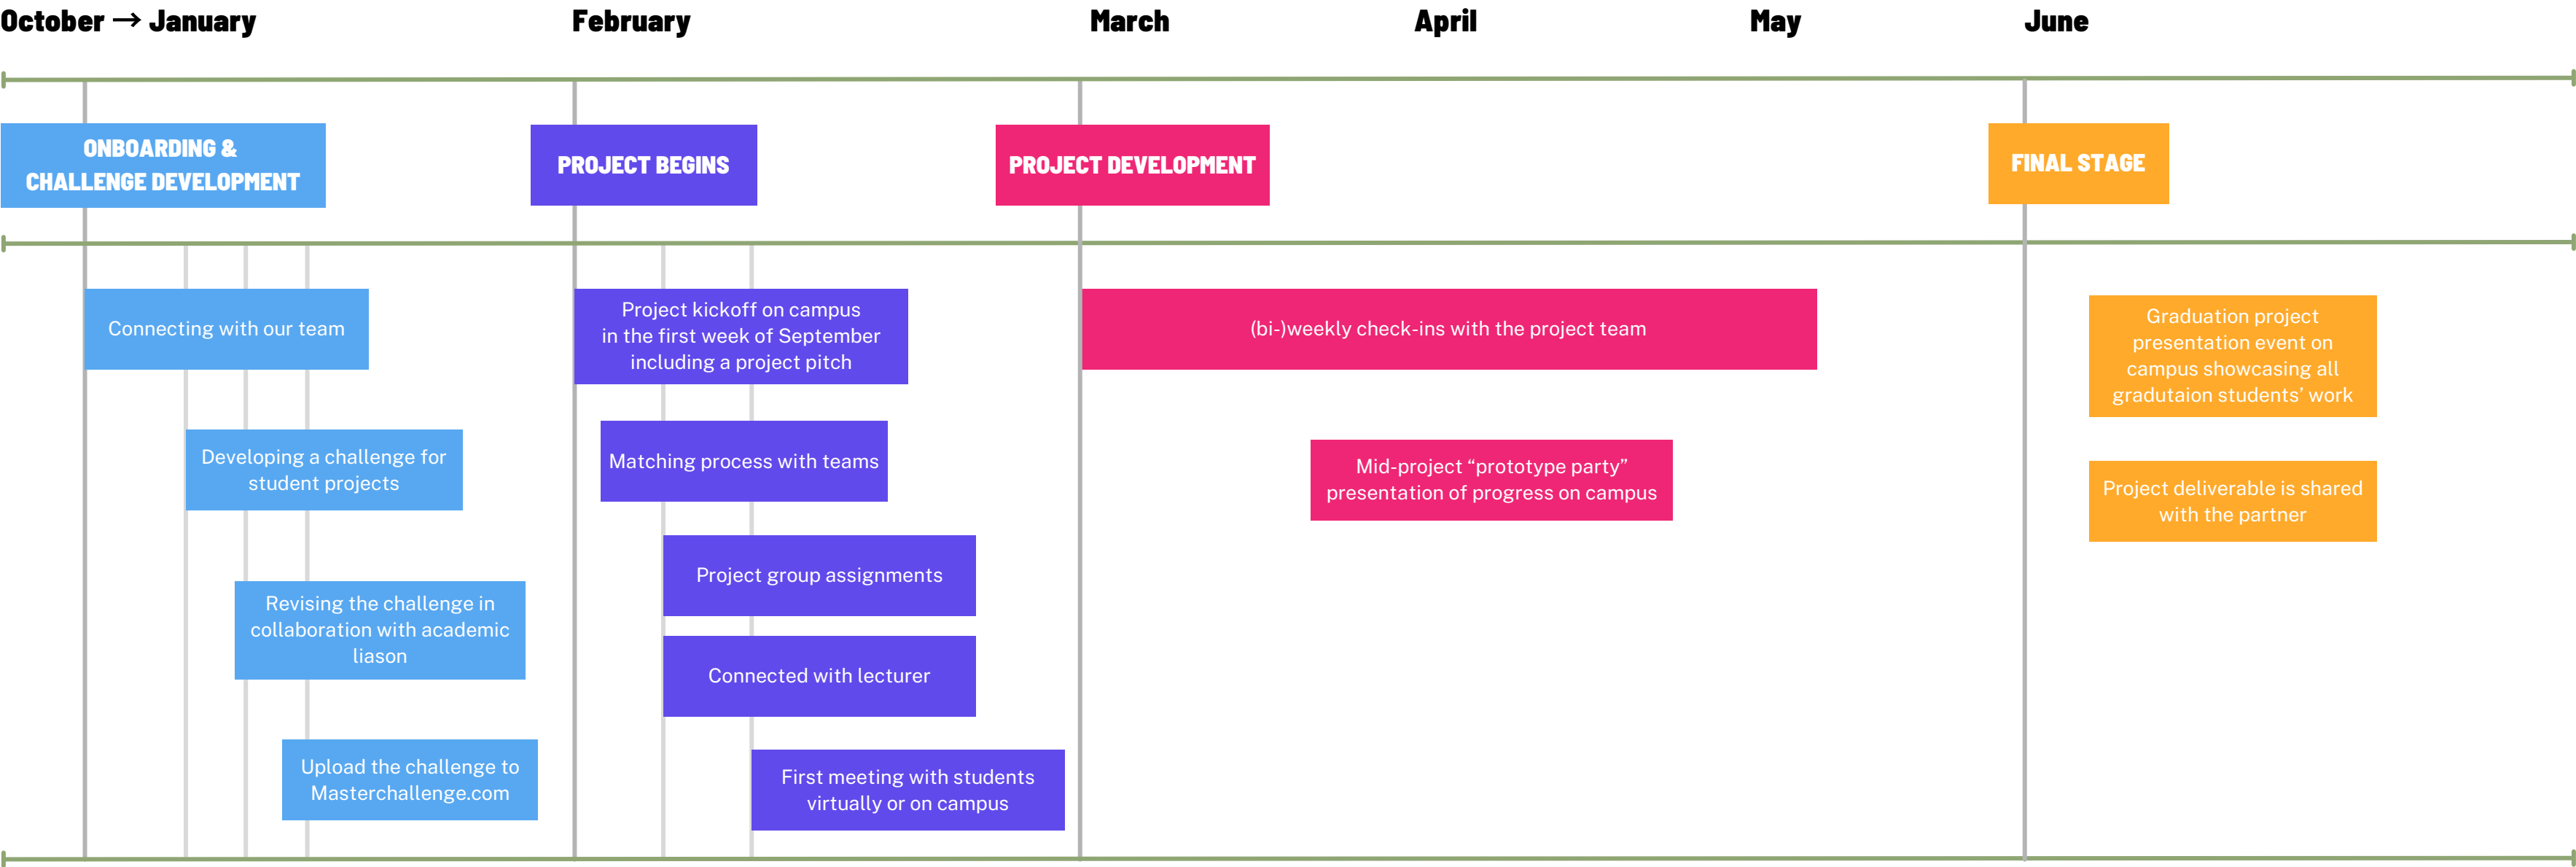 October → January
February
March
April
May
June
ONBOARDING &
CHALLENGE DEVELOPMENT
PROJECT BEGINS
PROJECT DEVELOPMENT
FINAL STAGE
Connecting with our team
Developing a challenge for
student projects
Revising the challenge in
collaboration with academic
liason
Upload the challenge to
Masterchallenge.com
Project kickoff on campus
in the first week of September
including a project pitch
Matching process with teams
Project group assignments
Connected with lecturer
First meeting with students
virtually or on campus
(bi-)weekly check-ins with the project team
Mid-project “prototype party”
presentation of progress on campus
Graduation project
presentation event on
campus showcasing all
gradutaion students’ work
Project deliverable is shared
with the partner